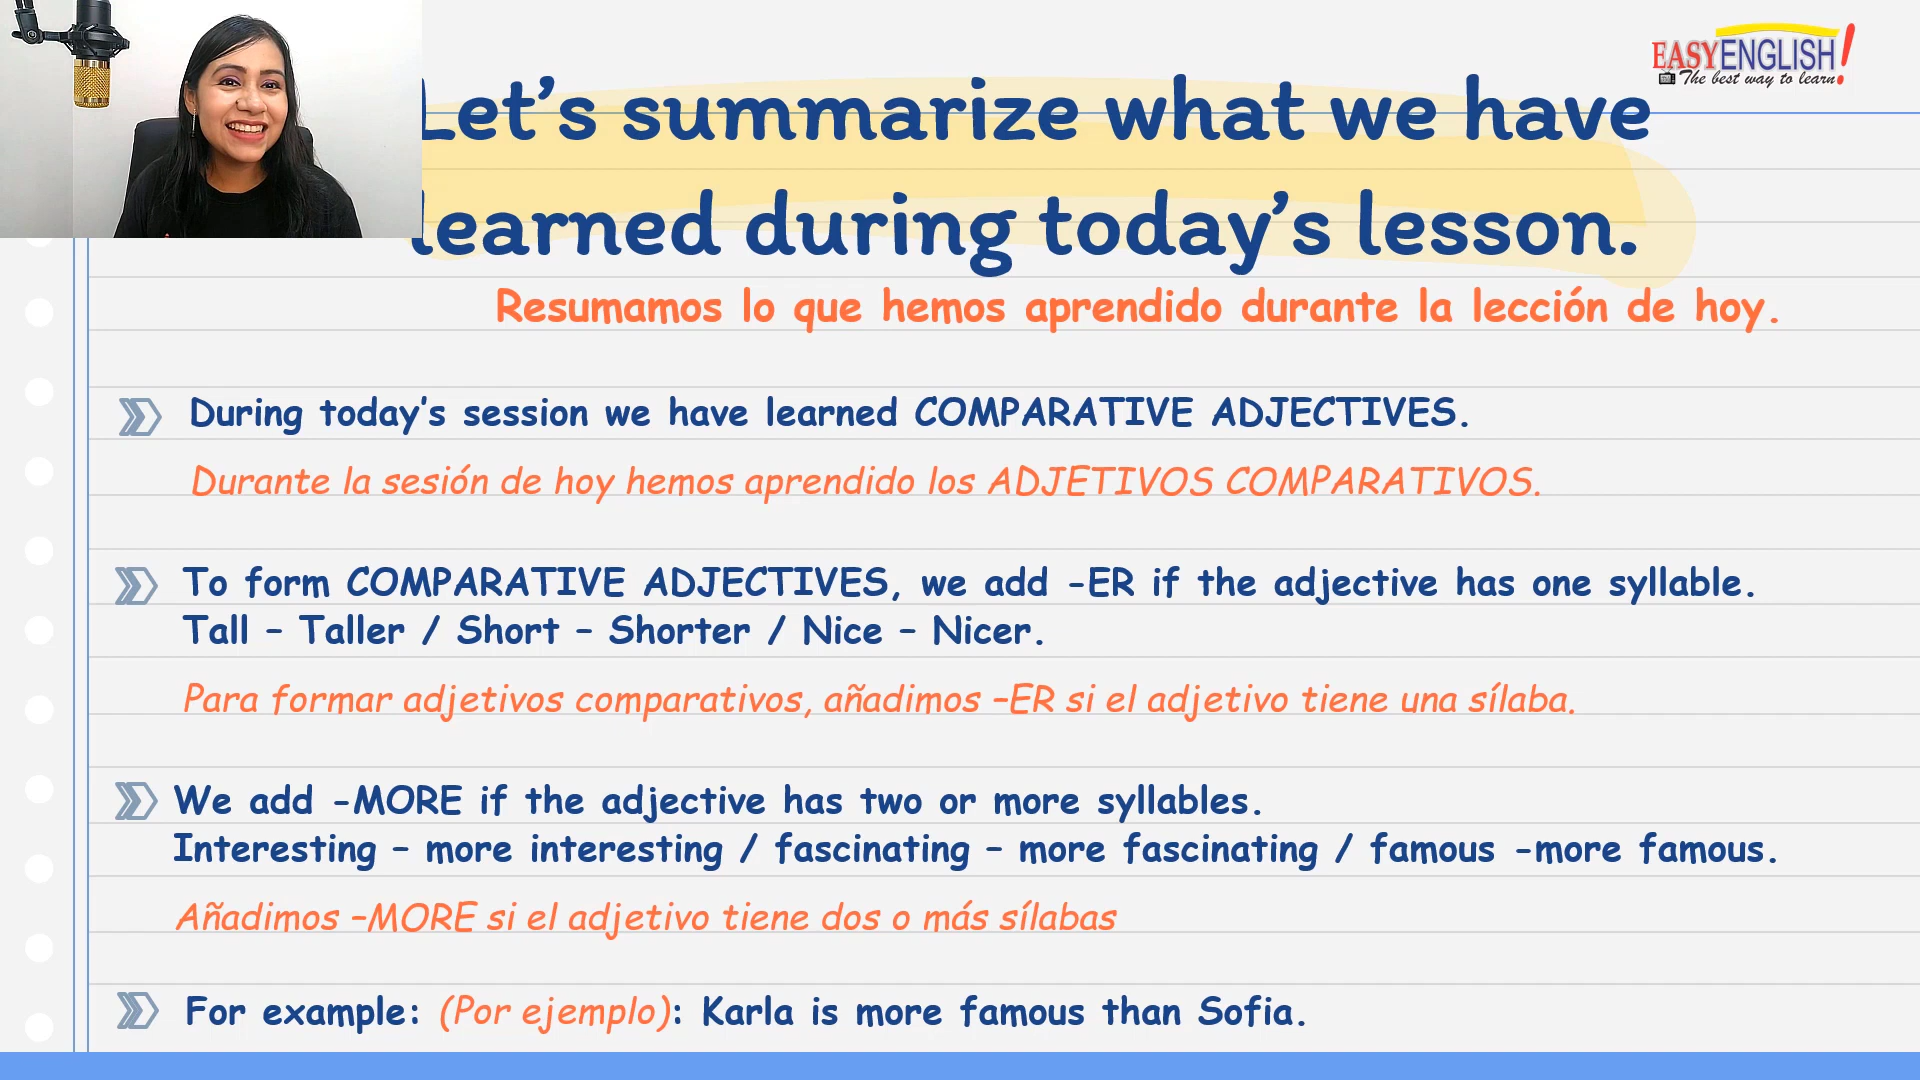 EASYENGLISH!
The best way to learn!
Let's summarize what we have
learned during today's lesson.
Resumamos lo que hemos aprendido durante la lección de hoy.
During today's session we have learned COMPARATIVE ADJECTIVES.
Durante la sesión de hoy hemos aprendido los ADJETIVOS COMPARATIVOS.
To form COMPARATIVE ADJECTIVES, we add -ER if the adjective has one syllable.
Tall – Taller / Short – Shorter / Nice – Nicer.
Para formar adjetivos comparativos, añadimos –ER si el adjetivo tiene una sílaba.
We add -MORE if the adjective has two or more syllables.
Interesting – more interesting / fascinating – more fascinating / famous -more famous.
Añadimos –MORE si el adjetivo tiene dos o más sílabas
For example: (Por ejemplo): Karla is more famous than Sofia.